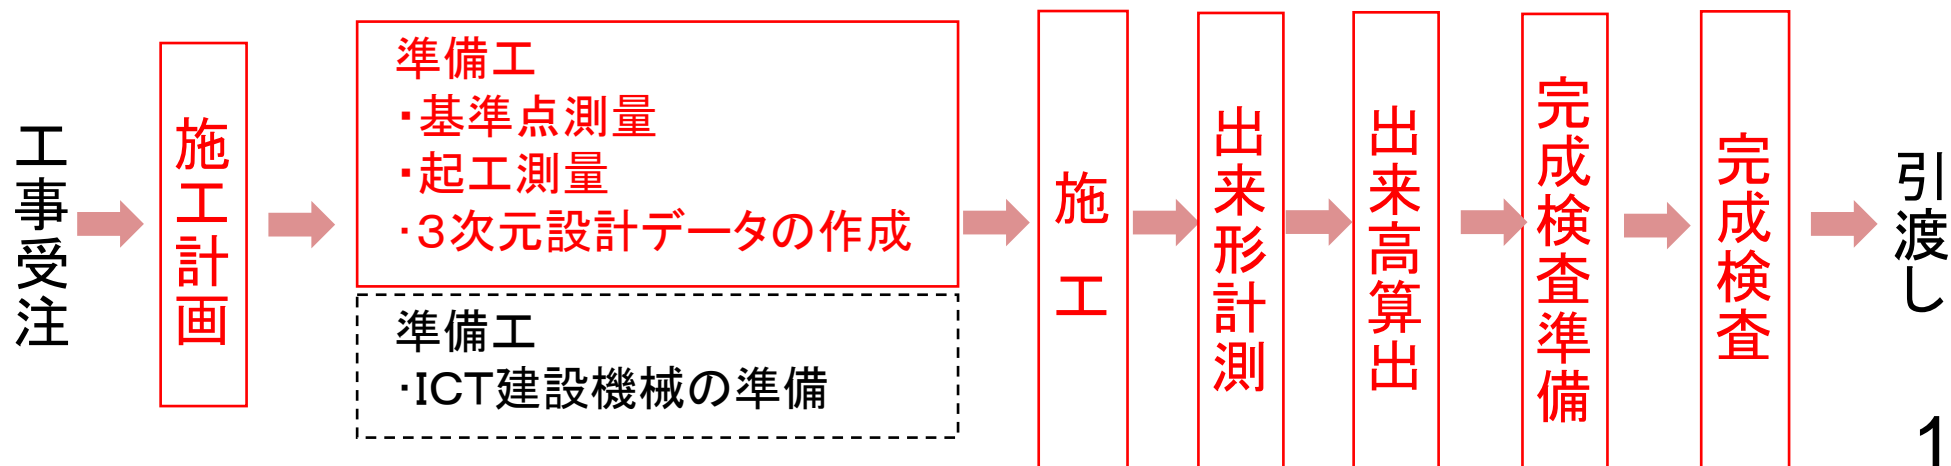 工事受注
施工計画
準備工
・基準点測量
・起工測量
・３次元設計データの作成
準備工
・ICT建設機械の準備
施工
出来形計測
出来高算出
完成検査準備
完成検査
引渡し
1